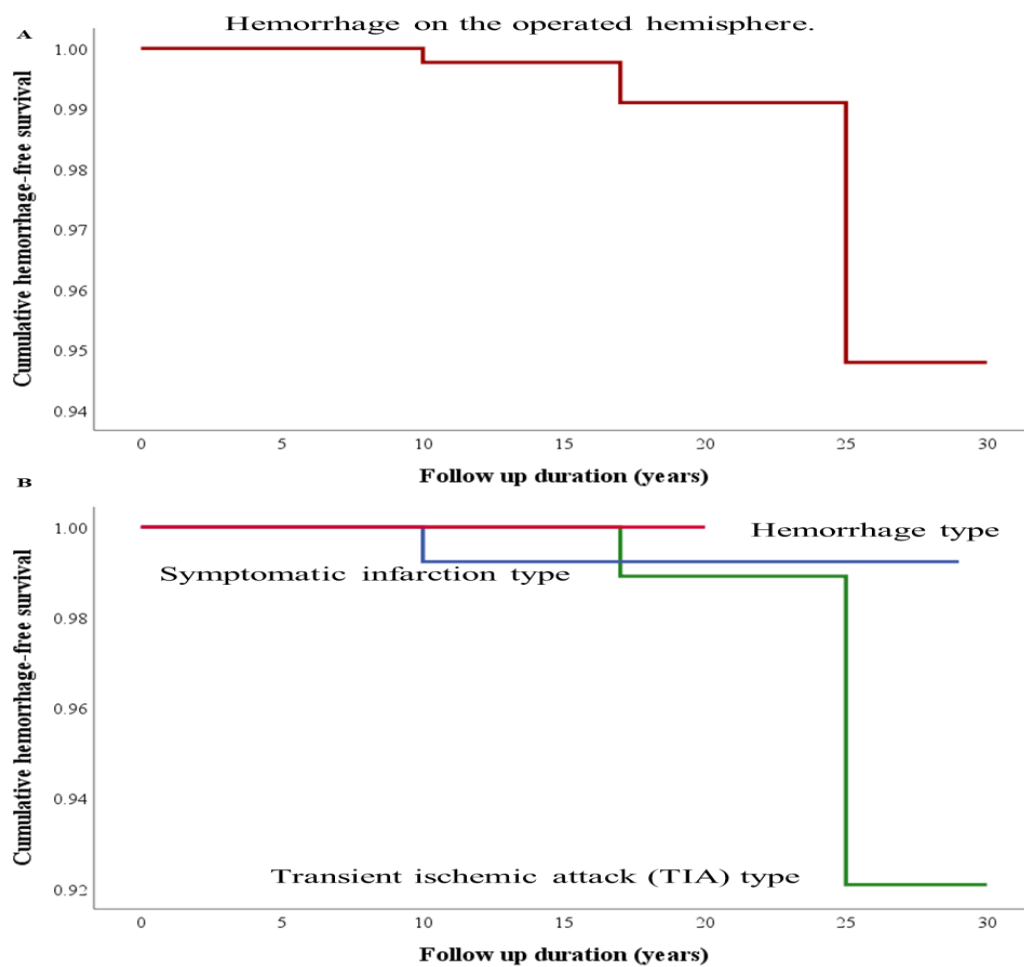 A
Hemorrhage on the operated hemisphere.
Cumulative hemorrhage-free survival
1.00
0.99
0.98
0.97
0.96
0.95
0.94
0 5 10 15 20 25 30
Follow up duration (years)
B
Cumulative hemorrhage-free survival
1.00
0.98
0.96
0.94
0.92
Hemorrhage type
Symptomatic infarction type
Transient ischemic attack (TIA) type
0 5 10 15 20 25 30
Follow up duration (years)